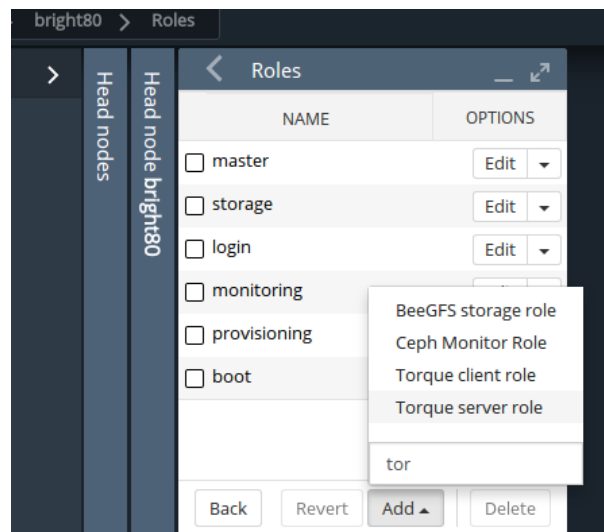 bright80 > Roles
Head nodes
Head node bright80
Roles
NAME OPTIONS
master Edit
storage Edit
login Edit
monitoring
provisioning
boot
BeeGFS storage role
Ceph Monitor Role
Torque client role
Torque server role
tor
Back Revert Add Delete